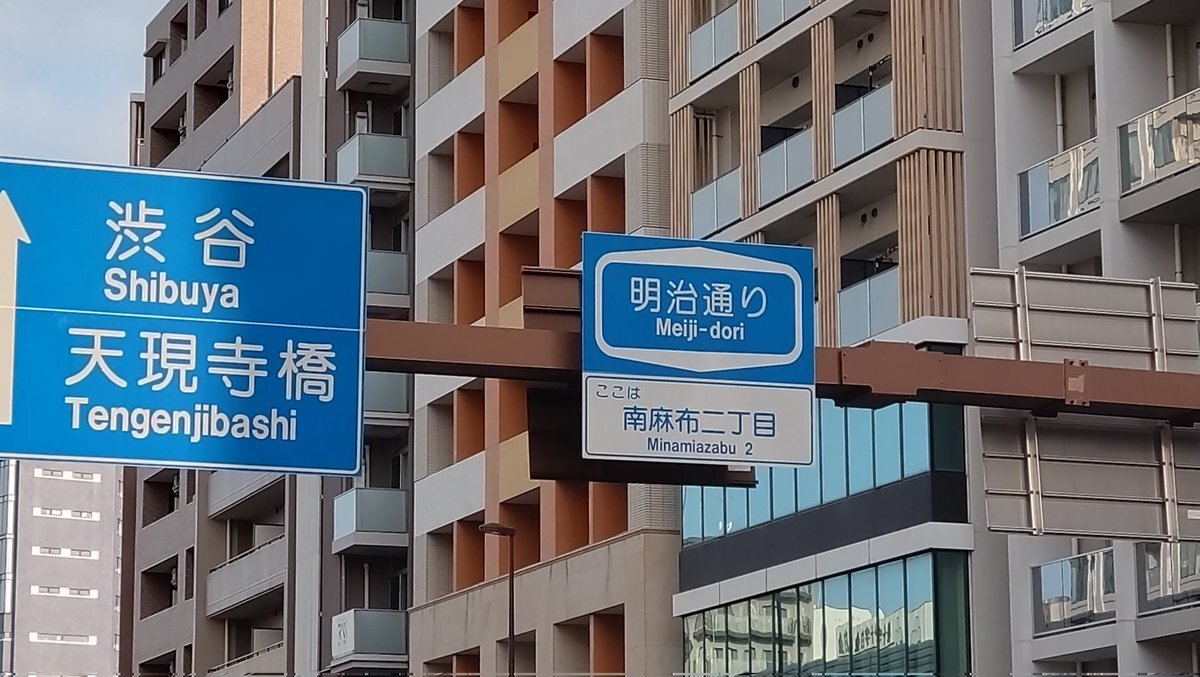 渋谷
Shibuya
天現寺橋
Tengenjibashi
明治通り
Meiji-dori
ここは
南麻布二丁目
Minamiazabu 2